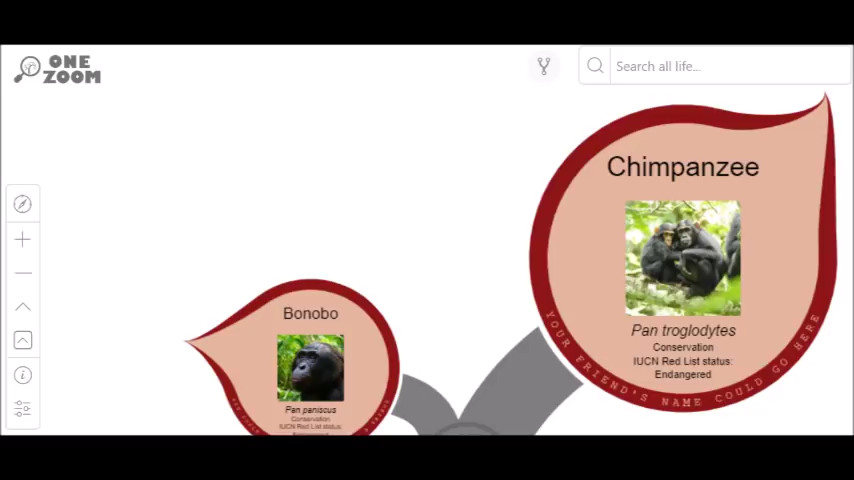 ONE
ZOOM
Search all life...
Chimpanzee
Pan troglodytes
Conservation
IUCN Red List status:
Endangered
YOUR FRIEND'S NAME COULD GO HERE
Bonobo
Pan paniscus
Conservation
IUCN Red List status:
Endangered